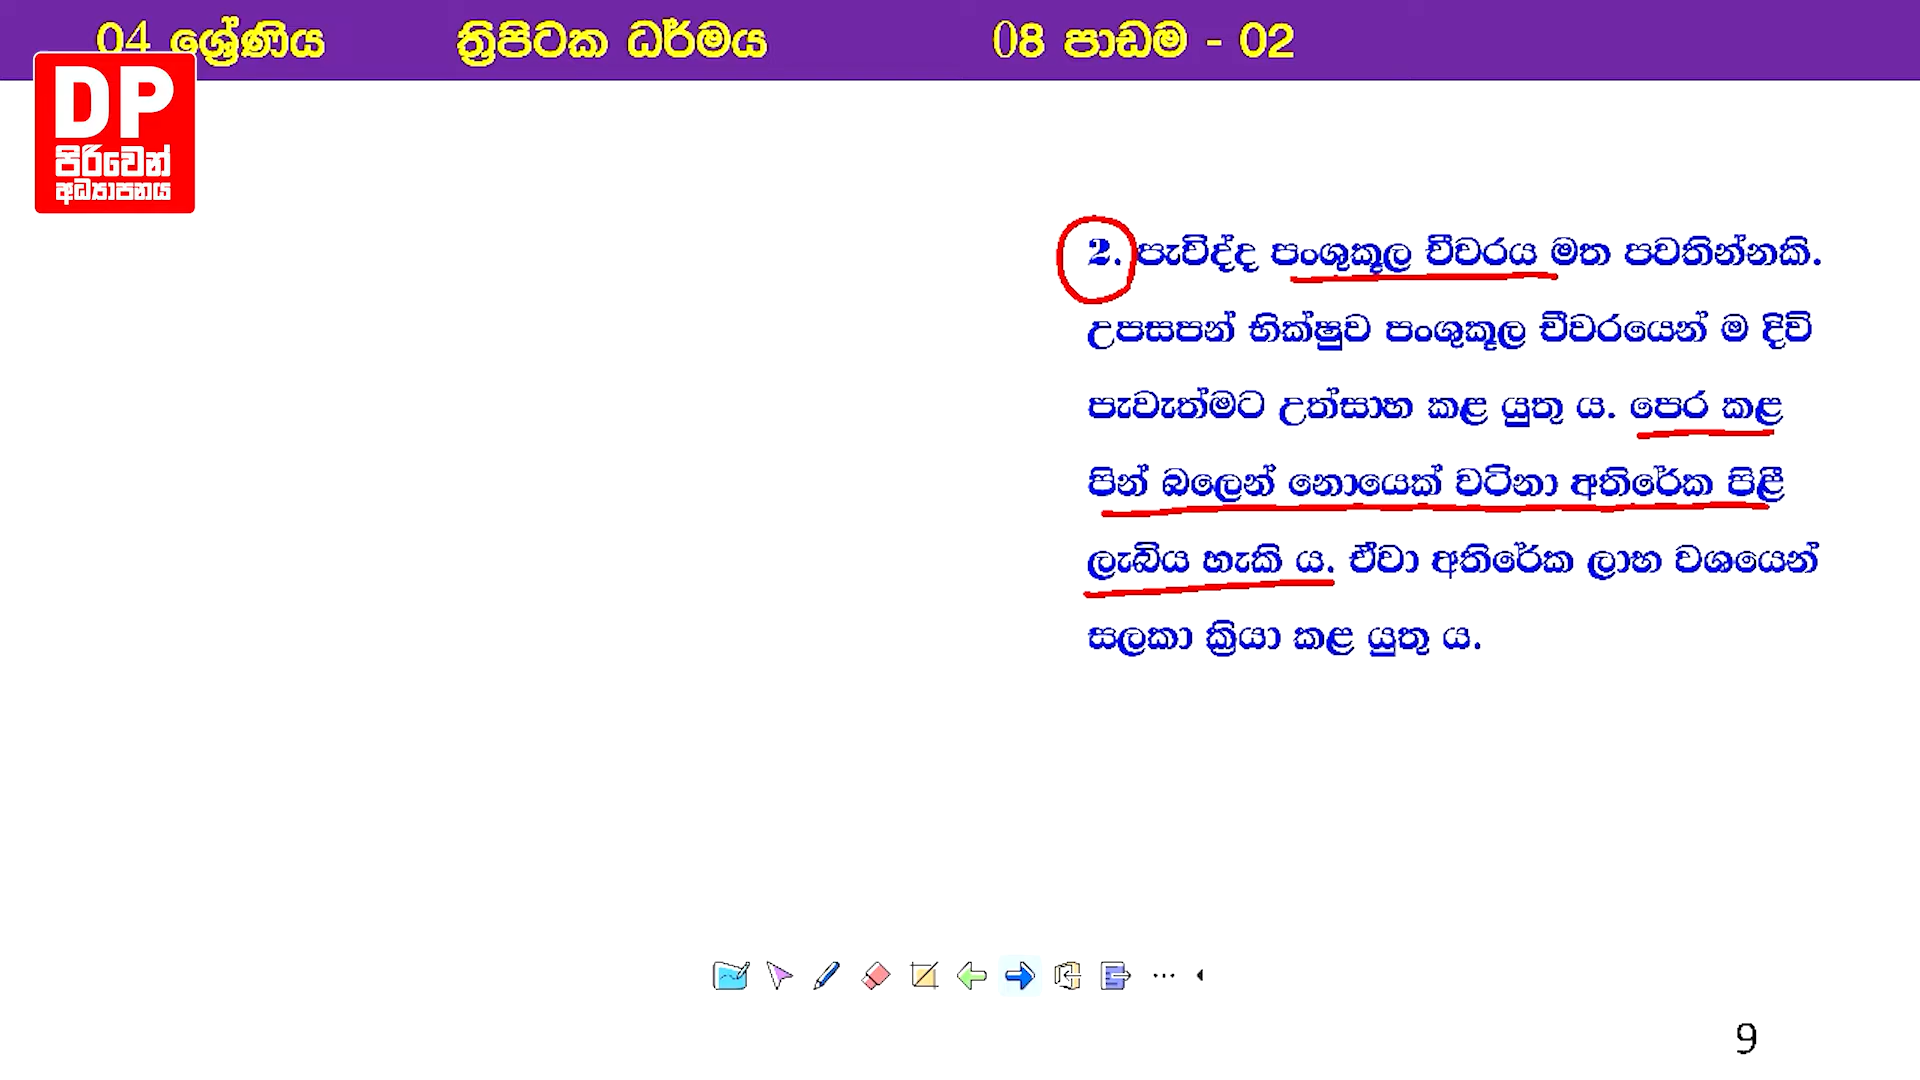 04 ශ්‍රේණිය ත්‍රිපිටක ධර්මය 08 පාඩම - 02
DP
පිරිවෙන්
අධ්‍යාපනය
2. පැවිද්ද පංශුකූල චීවරය මත පවතින්නකි.
උපසපන් භික්ෂුව පංශුකූල චීවරයෙන් ම දිවි
පැවැත්මට උත්සාහ කළ යුතු ය. පෙර කළ
පින් බලෙන් නොයෙක් වටිනා අතිරේක පිළී
ලැබිය හැකි ය. ඒවා අතිරේක ලාභ වශයෙන්
සලකා ක්‍රියා කළ යුතු ය.
9